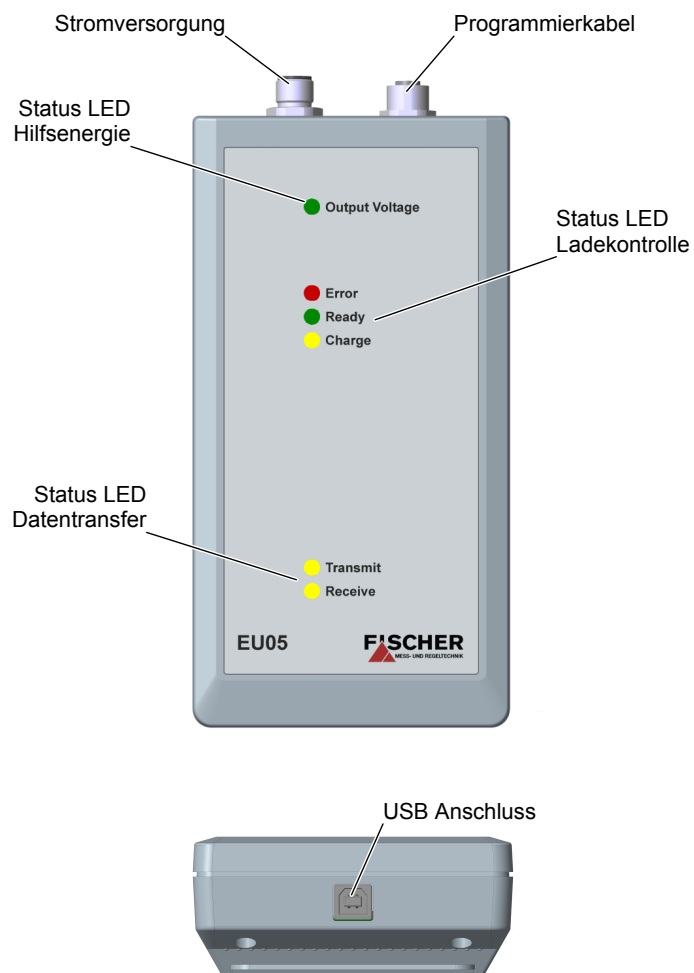 Stromversorgung
Programmierkabel
Status LED
Hilfsenergie
Output Voltage
Status LED
Ladekontrolle
Error
Ready
Charge
Status LED
Datentransfer
Transmit
Receive
EU05
FISCHER
MESS- UND REGELTECHNIK
USB Anschluss